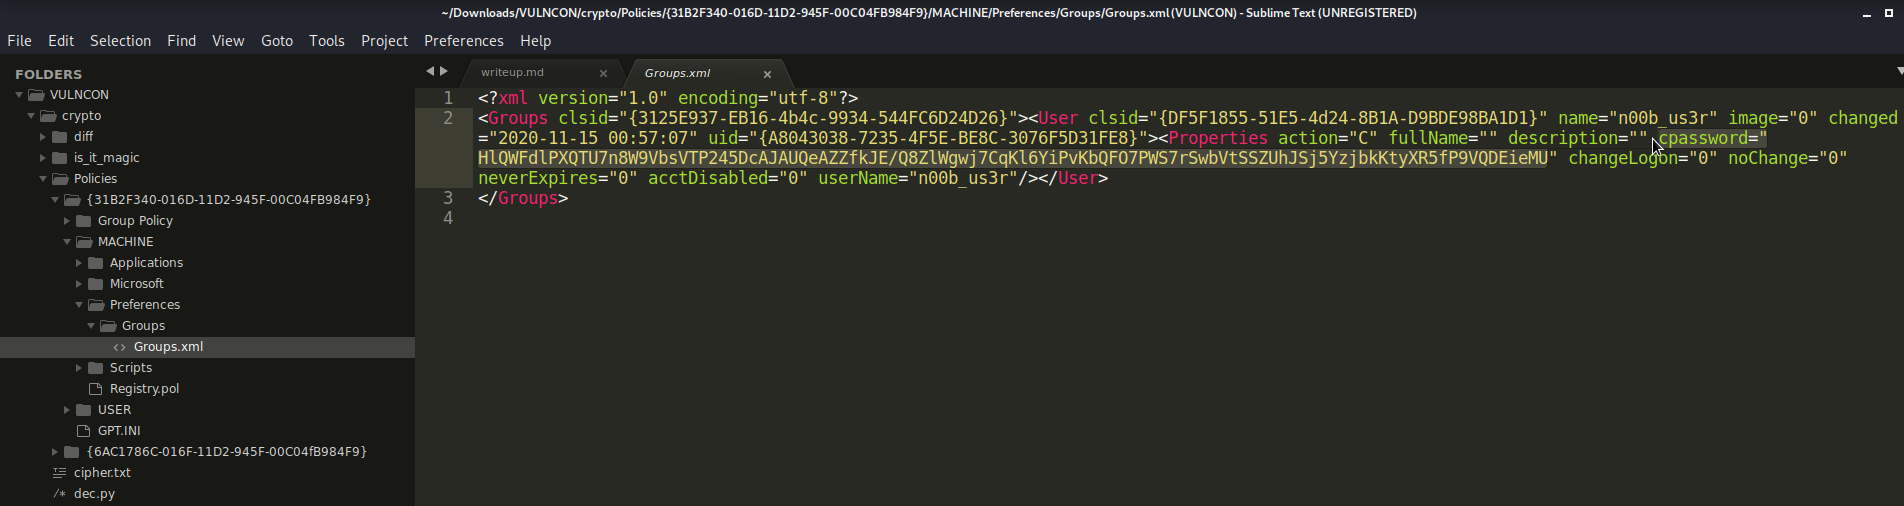 ~/Downloads/VULNCON/crypto/Policies/{31B2F340-016D-11D2-945F-00C04FB984F9}/MACHINE/Preferences/Groups/Groups.xml (VULNCON) - Sublime Text (UNREGISTERED)
File Edit Selection Find View Goto Tools Project Preferences Help
FOLDERS
VULNCON
crypto
diff
is_it_magic
Policies
{31B2F340-016D-11D2-945F-00C04FB984F9}
Group Policy
MACHINE
Applications
Microsoft
Preferences
Groups
<> Groups.xml
Scripts
Registry.pol
USER
GPT.INI
{6AC1786C-016F-11D2-945F-00C04fB984F9}
cipher.txt
/* dec.py
writeup.md × Groups.xml ×
1 <?xml version="1.0" encoding="utf-8"?>
2 <Groups clsid="{3125E937-EB16-4b4c-9934-544FC6D24D26}"><User clsid="{DF5F1855-51E5-4d24-8B1A-D9BDE98BA1D1}" name="n00b_us3r" image="0" changed
="2020-11-15 00:57:07" uid="{A8043038-7235-4F5E-BE8C-3076F5D31FE8}"><Properties action="C" fullName="" description="" cpassword="
HlQWFdlPXQTU7n8W9VbsVTP245DcAJAUQeAZZfkJE/Q8ZlWgwj7CqKl6YiPvKbQFO7PWS7rSwbVtSSZUhJSj5YzjbkKtyXR5fP9VQDEieMU" changeLogon="0" noChange="0"
neverExpires="0" acctDisabled="0" userName="n00b_us3r"/></User>
3 </Groups>
4